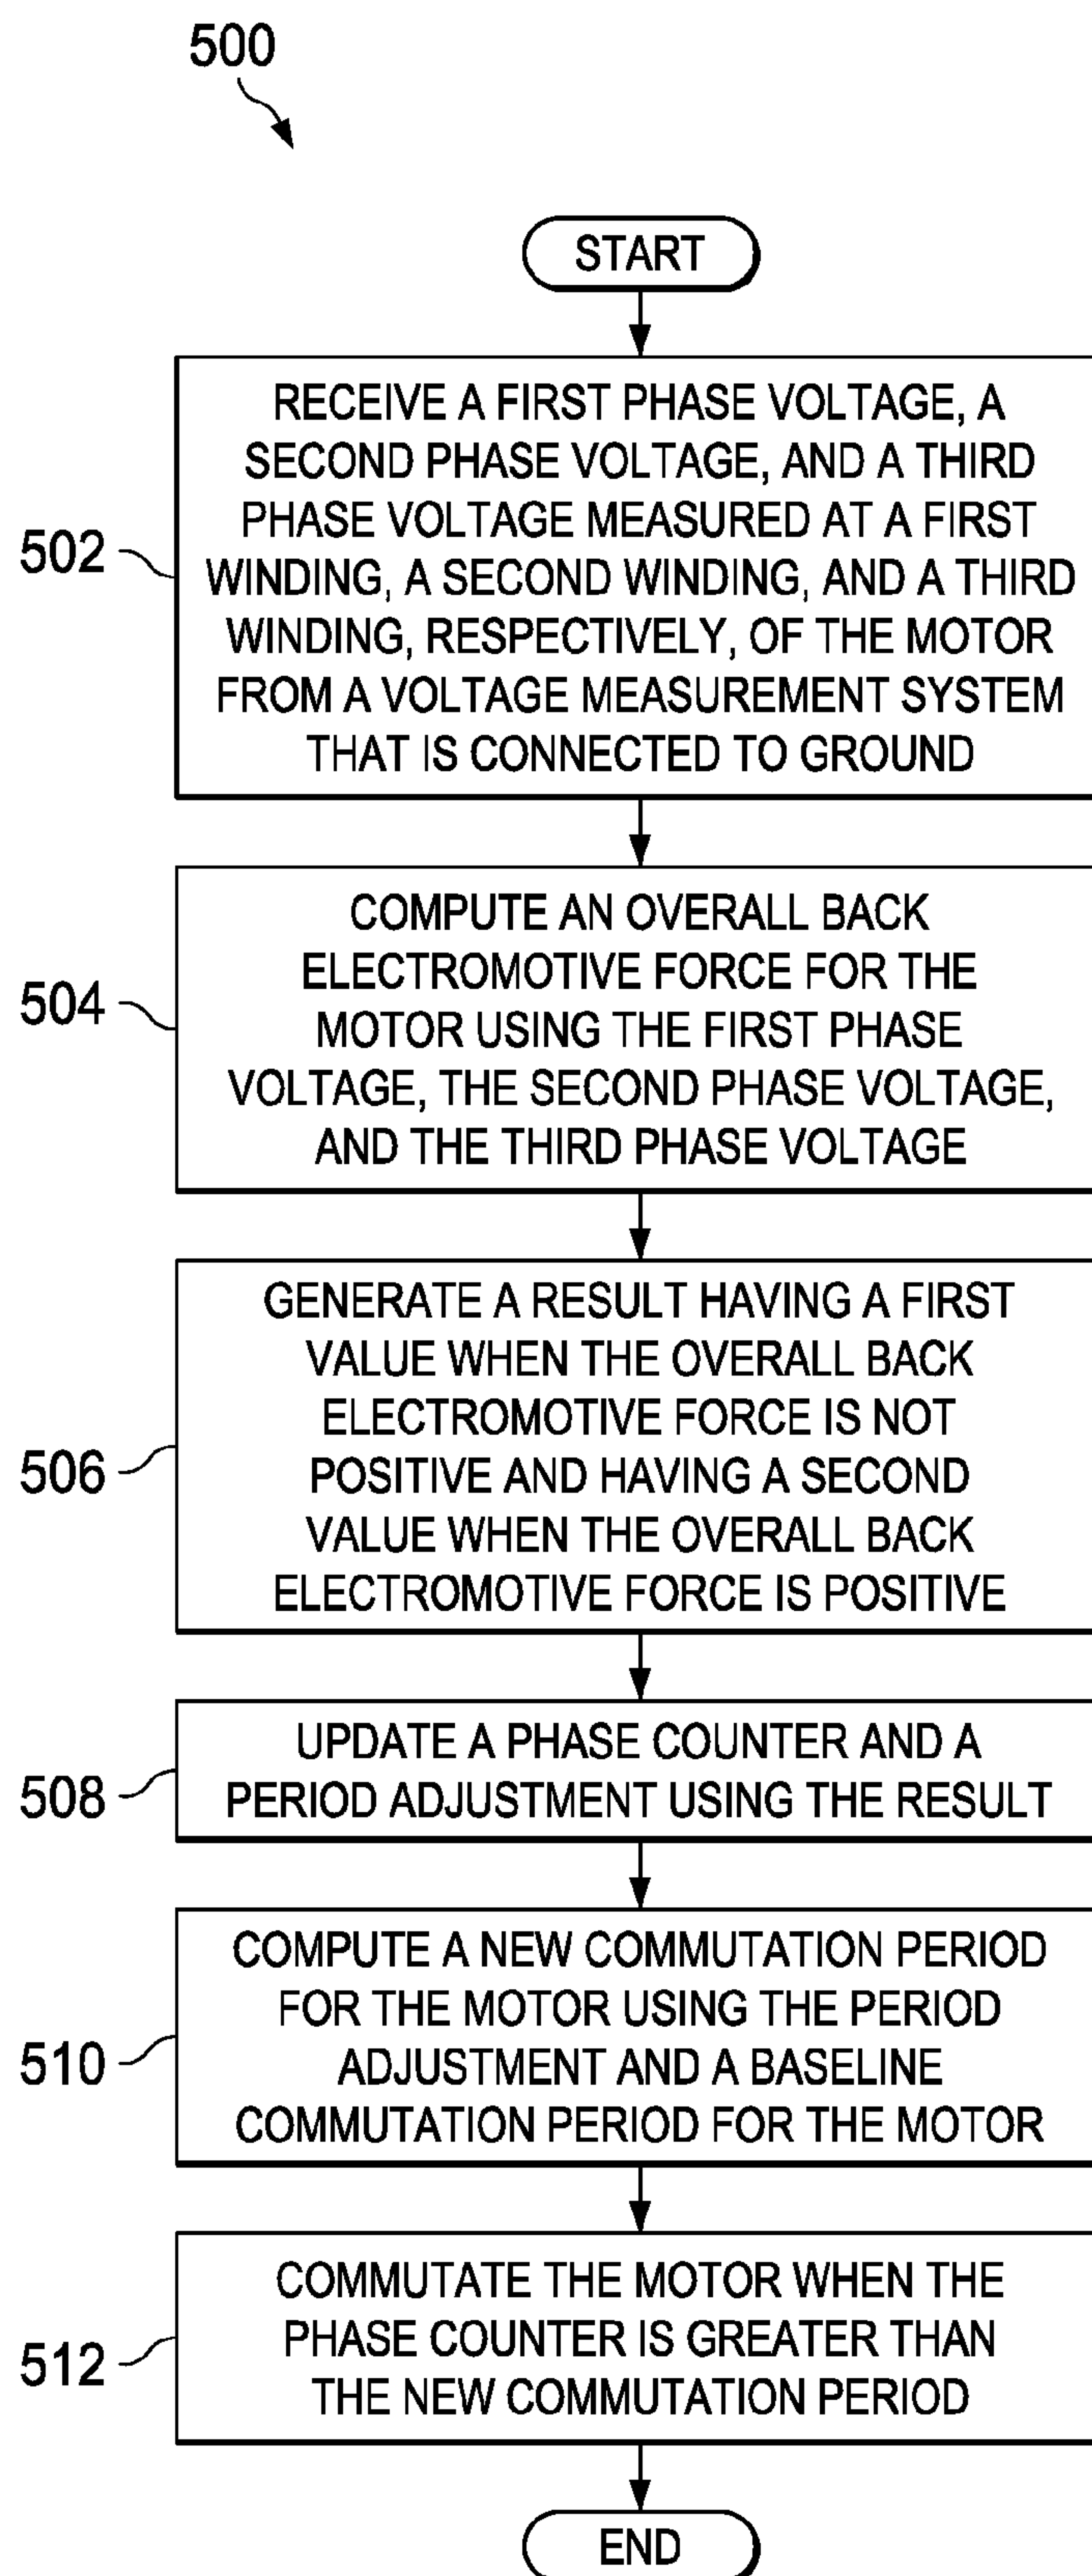 500
START
502
RECEIVE A FIRST PHASE VOLTAGE, A
SECOND PHASE VOLTAGE, AND A THIRD
PHASE VOLTAGE MEASURED AT A FIRST
WINDING, A SECOND WINDING, AND A THIRD
WINDING, RESPECTIVELY, OF THE MOTOR
FROM A VOLTAGE MEASUREMENT SYSTEM
THAT IS CONNECTED TO GROUND
504
COMPUTE AN OVERALL BACK
ELECTROMOTIVE FORCE FOR THE
MOTOR USING THE FIRST PHASE
VOLTAGE, THE SECOND PHASE VOLTAGE,
AND THE THIRD PHASE VOLTAGE
506
GENERATE A RESULT HAVING A FIRST
VALUE WHEN THE OVERALL BACK
ELECTROMOTIVE FORCE IS NOT
POSITIVE AND HAVING A SECOND
VALUE WHEN THE OVERALL BACK
ELECTROMOTIVE FORCE IS POSITIVE
508
UPDATE A PHASE COUNTER AND A
PERIOD ADJUSTMENT USING THE RESULT
510
COMPUTE A NEW COMMUTATION PERIOD
FOR THE MOTOR USING THE PERIOD
ADJUSTMENT AND A BASELINE
COMMUTATION PERIOD FOR THE MOTOR
512
COMMUTATE THE MOTOR WHEN THE
PHASE COUNTER IS GREATER THAN
THE NEW COMMUTATION PERIOD
END